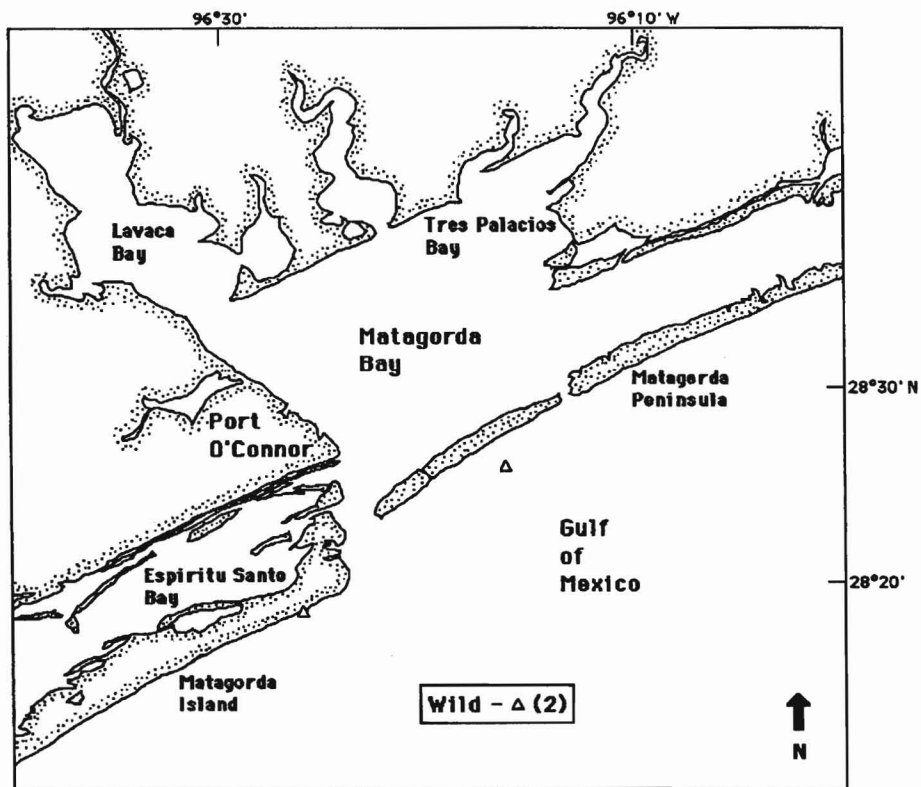 96°30'
96°10' W
Lavaca
Bay
Tres Palacios
Bay
Matagorda
Bay
Matagorda
Peninsula
28°30' N
Port
O'Connor
Gulf
of
Mexico
Espiritu Santo
Bay
28°20'
Matagorda
Island
Wild - △ (2)
N